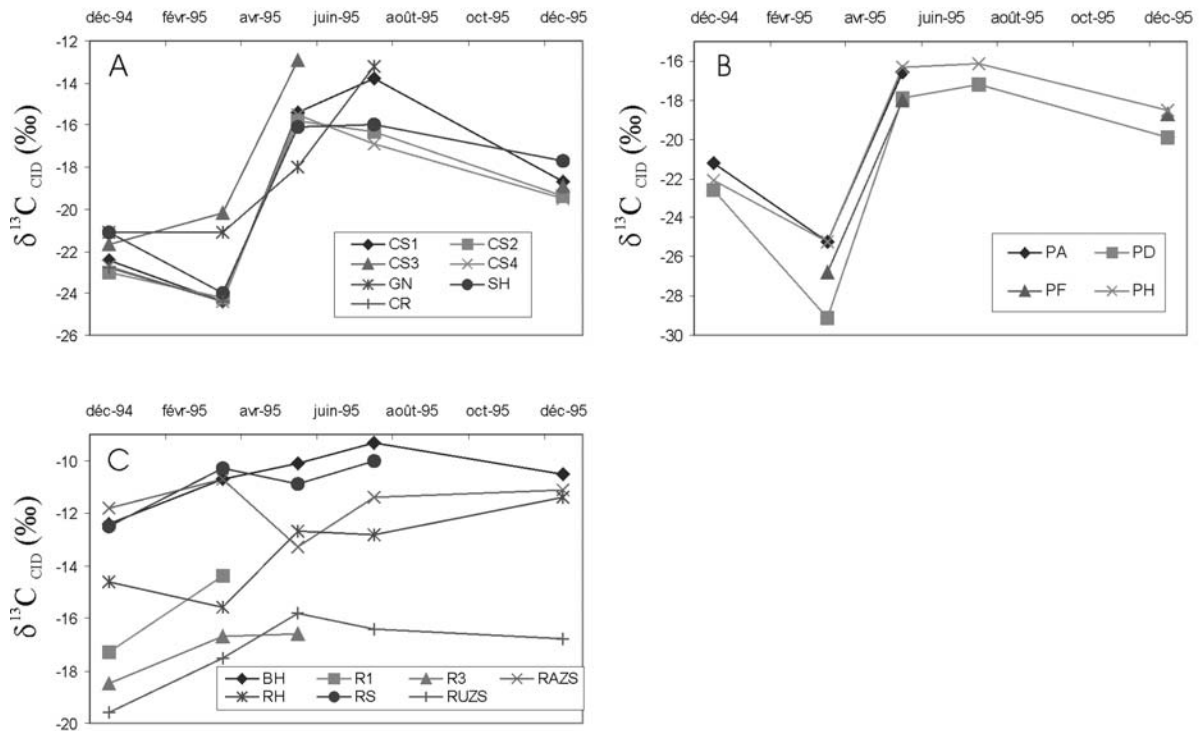 déc-94 févr-95 avr-95 juin-95 août-95 oct-95 déc-95
A
δ ¹³C CID (‰)
-12
-14
-16
-18
-20
-22
-24
-26
CS1 CS2
CS3 CS4
GN SH
CR
déc-94 févr-95 avr-95 juin-95 août-95 oct-95 déc-95
B
δ ¹³C CID (‰)
-16
-18
-20
-22
-24
-26
-28
-30
PA PD
PF PH
déc-94 févr-95 avr-95 juin-95 août-95 oct-95 déc-95
C
δ ¹³C CID (‰)
-10
-12
-14
-16
-18
-20
BH R1 R3 RAZS
RH RS RUZS